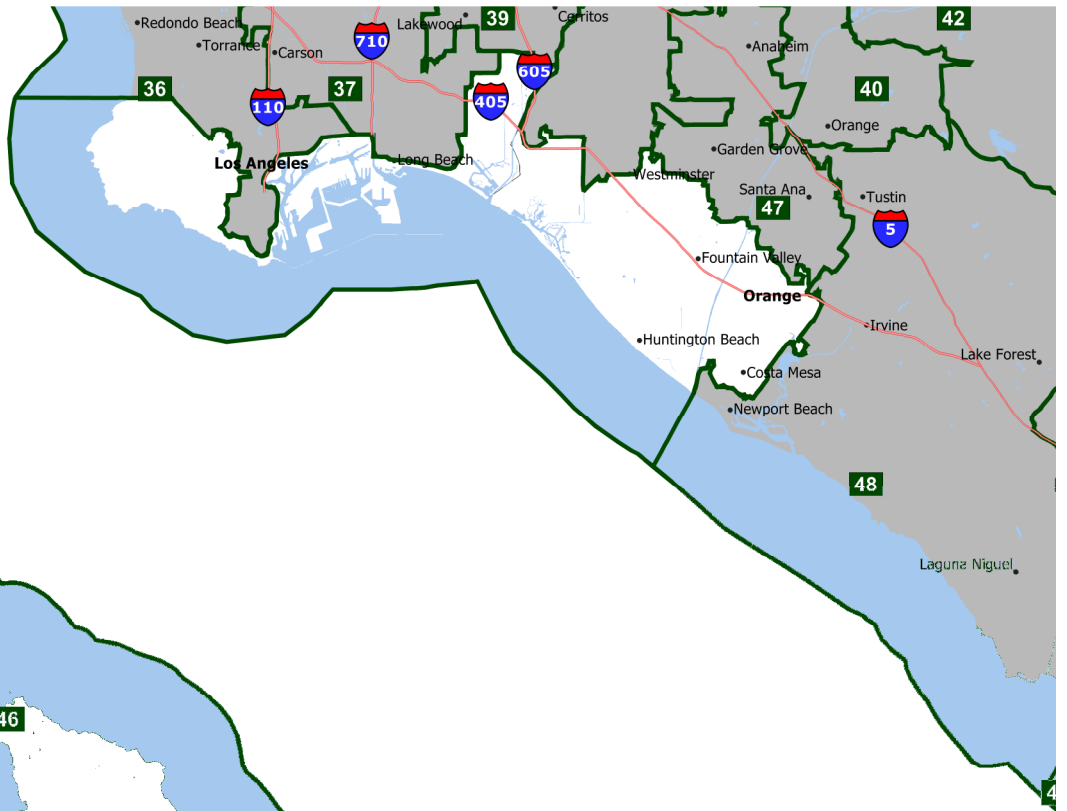 39
42
Redondo Beach
Lakewood
Cerritos
Torrance
Carson
710
Anaheim
605
36
37
40
110
405
Orange
Garden Grove
Los Angeles
Long Beach
Westminster
Santa Ana
Tustin
47
5
Fountain Valley
Orange
Irvine
Huntington Beach
Lake Forest
Costa Mesa
Newport Beach
48
Laguna Niguel
46